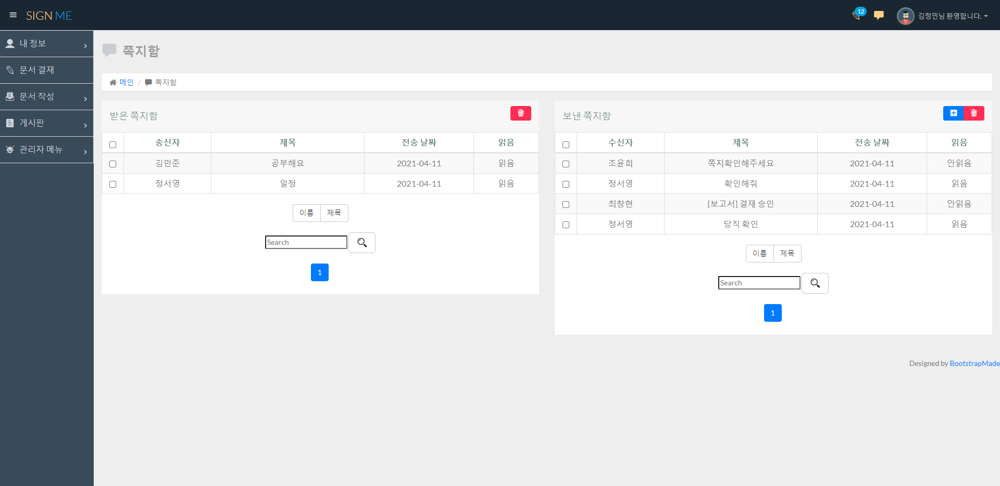 SIGN ME
12
김정민님 환영합니다.
내 정보
문서 결재
문서 작성
게시판
관리자 메뉴
쪽지함
메인 / 쪽지함
받은 쪽지함
송신자 제목 전송 날짜 읽음
김민준 공부해요 2021-04-11 읽음
정서영 일정 2021-04-11 읽음
이름 제목
Search
1
보낸 쪽지함
수신자 제목 전송 날짜 읽음
조윤희 쪽지확인해주세요 2021-04-11 안읽음
정서영 확인해줘 2021-04-11 읽음
최창현 [보고서] 결재 승인 2021-04-11 안읽음
정서영 당직 확인 2021-04-11 읽음
이름 제목
Search
1
Designed by BootstrapMade